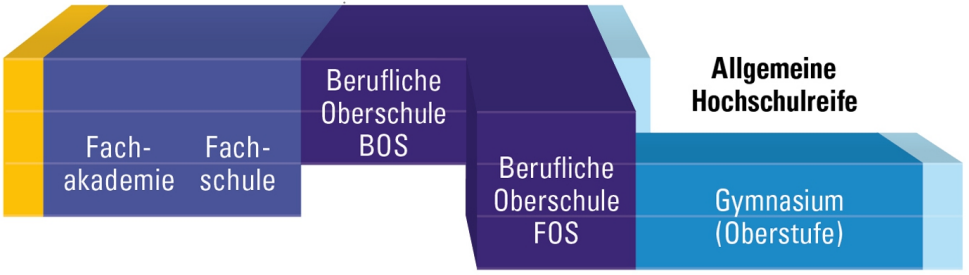 Fach-
akademie
Fach-
schule
Berufliche
Oberschule
BOS
Berufliche
Oberschule
FOS
Allgemeine
Hochschulreife
Gymnasium
(Oberstufe)